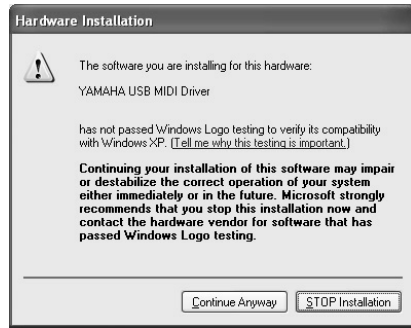 Hardware Installation
The software you are installing for this hardware:
YAMAHA USB MIDI Driver
has not passed Windows Logo testing to verify its compatibility
with Windows XP. (Tell me why this testing is important.)
Continuing your installation of this software may impair
or destabilize the correct operation of your system
either immediately or in the future. Microsoft strongly
recommends that you stop this installation now and
contact the hardware vendor for software that has
passed Windows Logo testing.
Continue Anyway STOP Installation